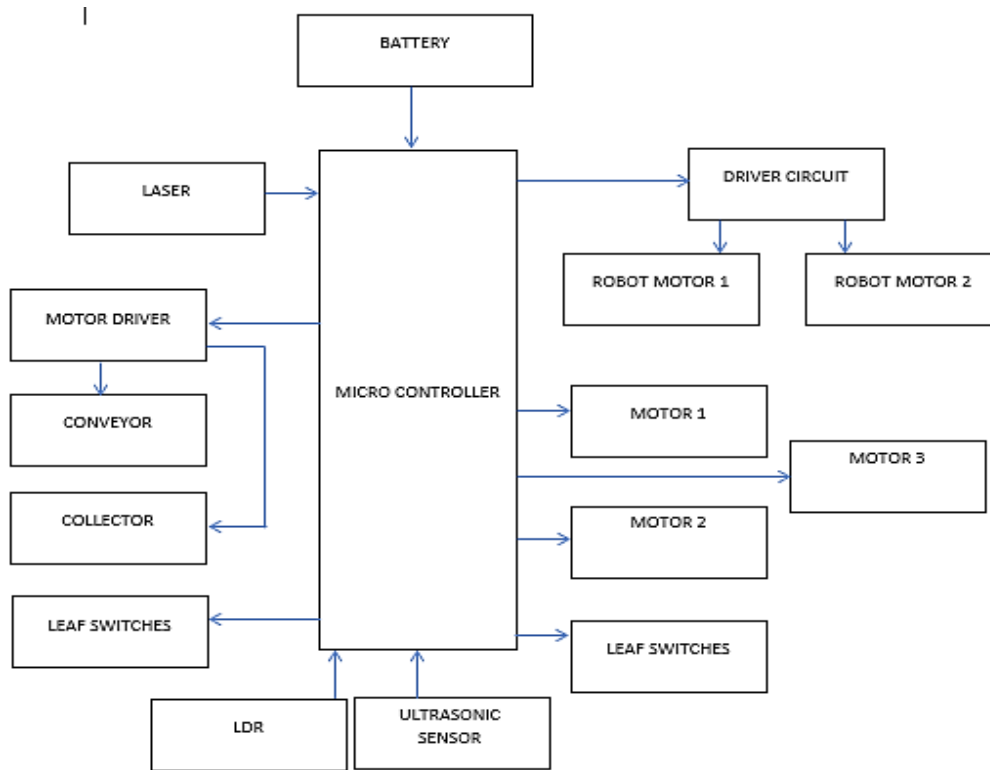 BATTERY
LASER
DRIVER CIRCUIT
ROBOT MOTOR 1
ROBOT MOTOR 2
MOTOR DRIVER
MICRO CONTROLLER
CONVEYOR
MOTOR 1
MOTOR 3
COLLECTOR
MOTOR 2
LEAF SWITCHES
LEAF SWITCHES
LDR
ULTRASONIC
SENSOR